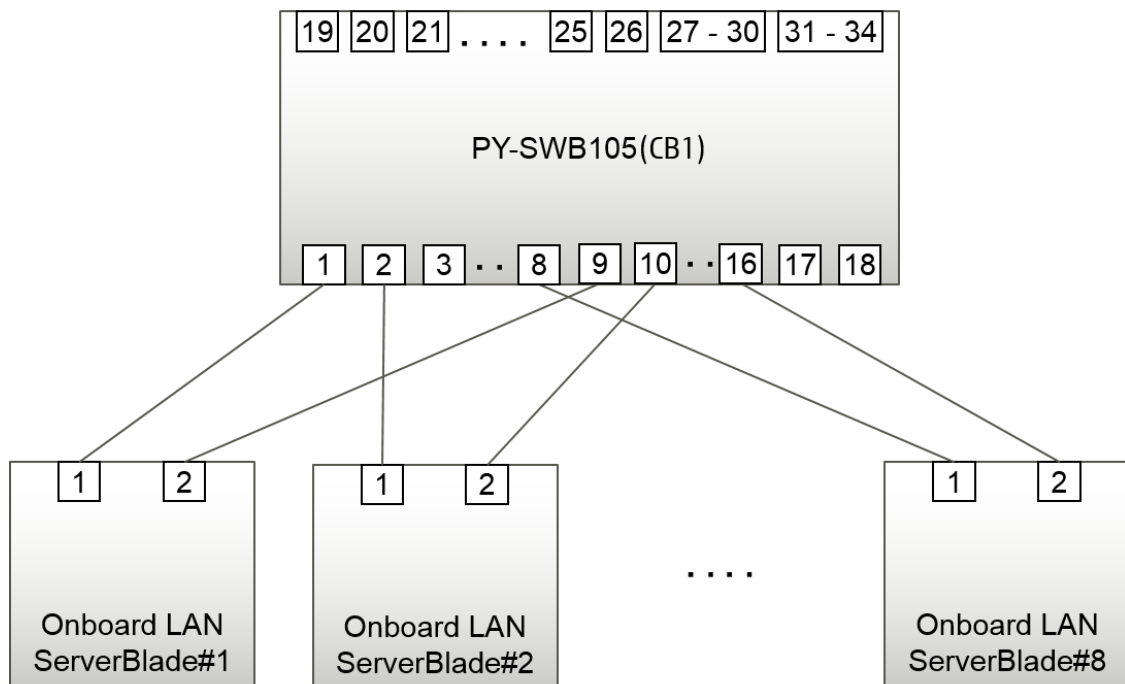 19 20 21 .... 25 26 27 - 30 31 - 34
PY-SWB105(CB1)
1 2 3 .. 8 9 10 .. 16 17 18
1 2 1 2 1 2
....
Onboard LAN
ServerBlade#1
Onboard LAN
ServerBlade#2
Onboard LAN
ServerBlade#8